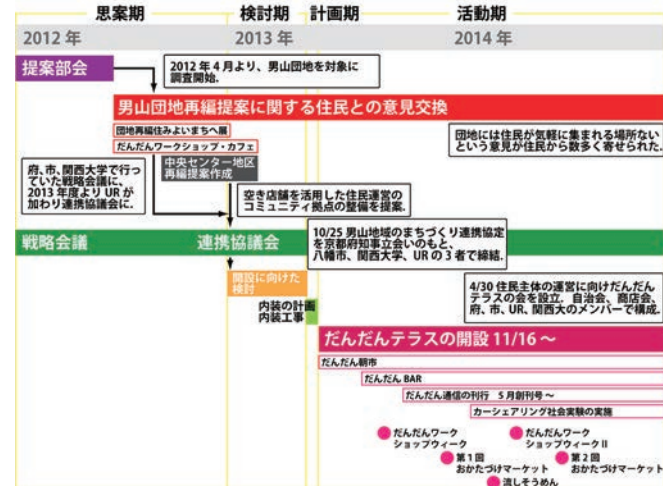 思案期
検討期
計画期
活動期
2012 年
2013 年
2014 年
提案部会
2012 年 4 月より、男山団地を対象に
調査開始.
男山団地再編提案に関する住民との意見交換
団地再編住みよいまちへ展
だんだんワークショップ・カフェ
団地には住民が気軽に集まれる場所ない
という意見が住民から数多く寄せられた.
中央センター地区
再編提案作成
府、市、関西大学で行っ
ていた戦略会議に、
2013 年度より UR が
加わり連携協議会に.
空き店舗を活用した住民運営の
コミュニティ拠点の整備を提案.
戦略会議
連携協議会
10/25 男山地域のまちづくり連携協定
を京都府知事立会いのもと、
八幡市、関西大学、UR の 3 者で締結.
開設に向けた
検討
4/30 住民主体の運営に向けだんだん
テラスの会を設立. 自治会、商店会、
府、市、UR、関西大のメンバーで構成.
内装の計画
内装工事
だんだんテラスの開設 11/16 ～
だんだん朝市
だんだん BAR
だんだん通信の刊行　5 月創刊号～
カーシェアリング社会実験の実施
だんだんワーク
ショップウィーク
だんだんワーク
ショップウィーク II
第 1 回
おかたづけマーケット
第 2 回
おかたづけマーケット
流しそうめん